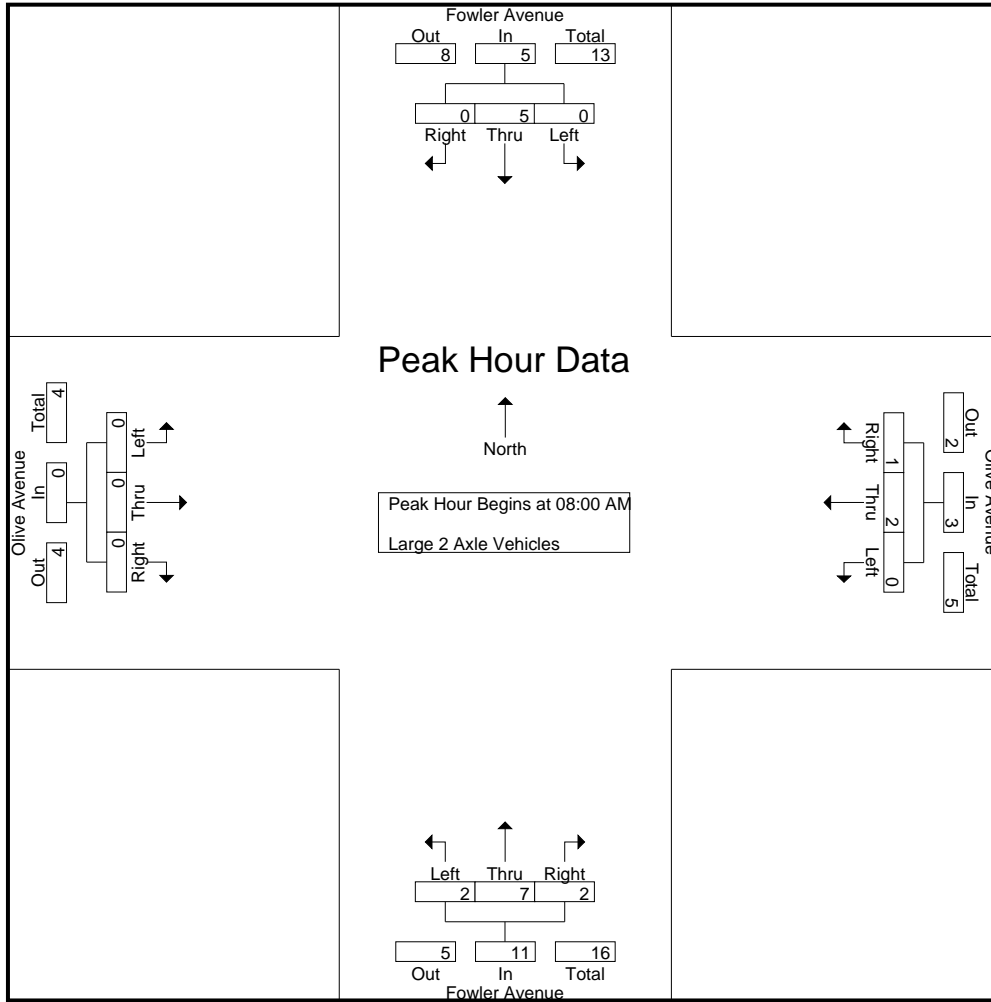 Fowler Avenue
Out In Total
8 5 13
0 5 0
Right Thru Left
Peak Hour Data
North
Peak Hour Begins at 08:00 AM
Large 2 Axle Vehicles
Olive Avenue
Out In Total
4 0 4
0 0 0
Right Thru Left
Olive Avenue
Out In Total
2 3 5
1 2 0
Right Thru Left
Left Thru Right
2 7 2
5 11 16
Out In Total
Fowler Avenue